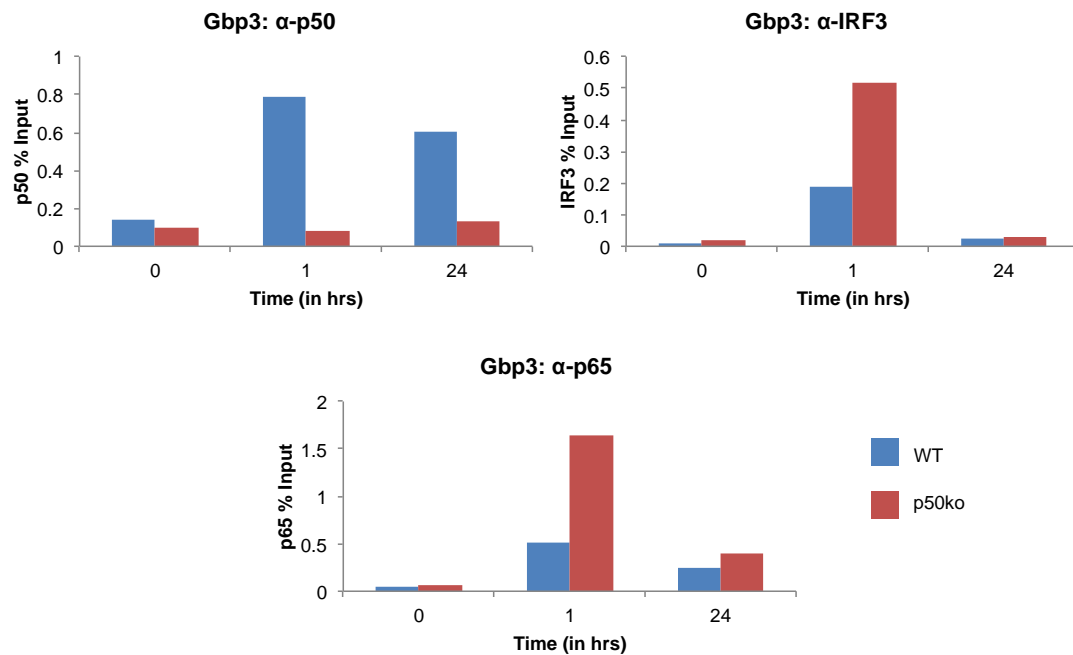 Gbp3: α-p50
p50 % Input
1
0.8
0.6
0.4
0.2
0
0 1 24
Time (in hrs)
Gbp3: α-IRF3
IRF3 % Input
0.6
0.5
0.4
0.3
0.2
0.1
0
0 1 24
Time (in hrs)
Gbp3: α-p65
p65 % Input
2
1.5
1
0.5
0
0 1 24
Time (in hrs)
WT
p50ko